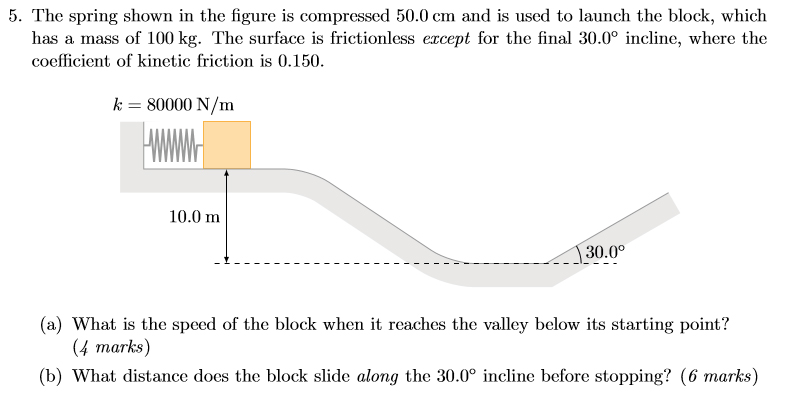 5. The spring shown in the figure is compressed 50.0 cm and is used to launch the block, which
has a mass of 100 kg. The surface is frictionless except for the final 30.0° incline, where the
coefficient of kinetic friction is 0.150.
k = 80000 N/m
10.0 m
30.0°
(a) What is the speed of the block when it reaches the valley below its starting point?
(4 marks)
(b) What distance does the block slide along the 30.0° incline before stopping? (6 marks)